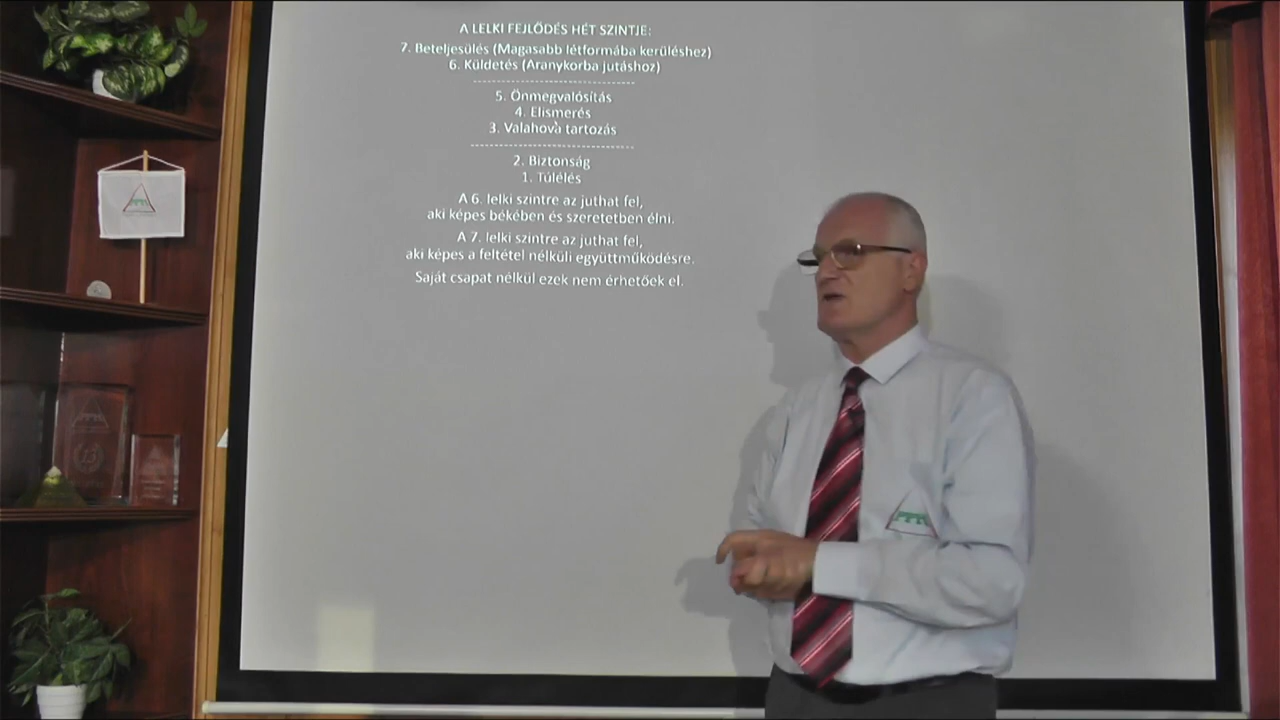 A LELKI FEJLŐDÉS HÉT SZINTJE:
7. Beteljesülés (Magasabb létformába kerüléshez)
6. Küldetés (Aranykorba jutáshoz)
5. Önmegvalósítás
4. Elismerés
3. Valahová tartozás
2. Biztonság
1. Túlélés
A 6. lelki szintre az juthat fel,
aki képes békében és szeretetben élni.
A 7. lelki szintre az juthat fel,
aki képes a feltétel nélküli együttműködésre.
Saját csapat nélkül ezek nem érhetőek el.
13